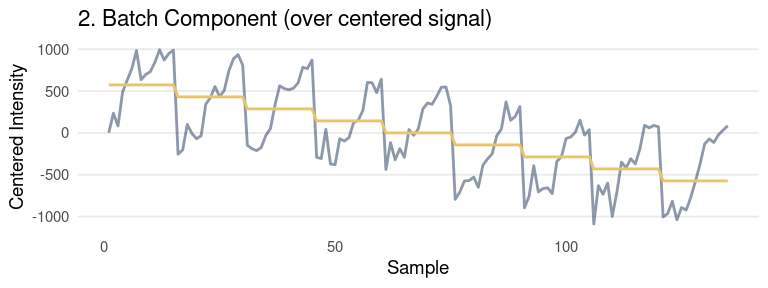 2. Batch Component (over centered signal)
1000
500
0
-500
-1000
Centered Intensity
0
50
100
Sample